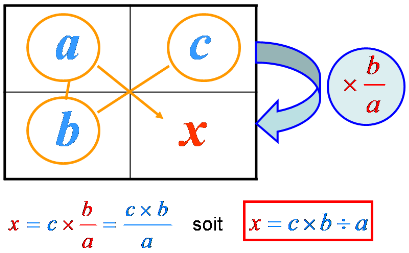 a c
b x
× b/a
x = c × b/a = c × b/a soit x = c × b ÷ a